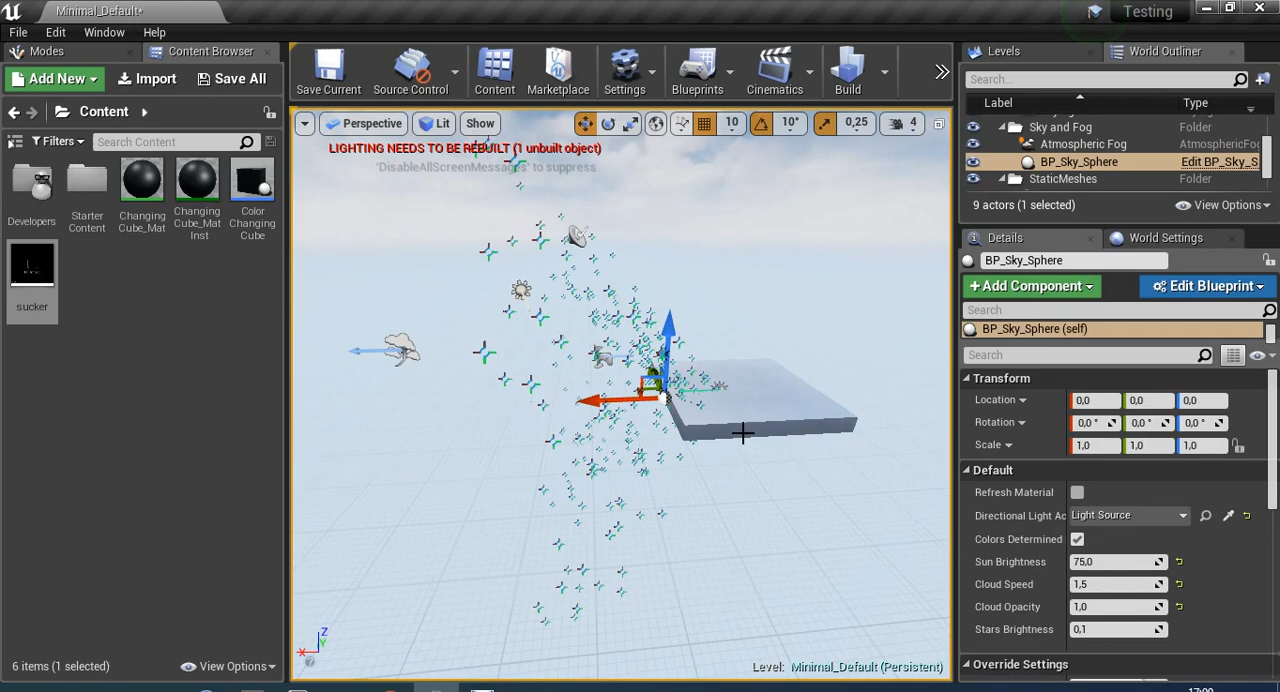 Minimal_Default*
Testing
File Edit Window Help
Modes
Content Browser
Add New
Import
Save All
Content
Filters
Search Content
Developers
Starter
Content
Changing
Cube_Mat
Changing
Cube_Mat
Inst
Color
Changing
Cube
sucker
6 items (1 selected)
View Options
Save Current
Source Control
Content
Marketplace
Settings
Blueprints
Cinematics
Build
Perspective
Lit
Show
10
10°
0,25
4
LIGHTING NEEDS TO BE REBUILT (1 unbuilt object)
'DisableAllScreenMessages' to suppress
Z
Y
X
Level: Minimal_Default (Persistent)
Levels
World Outliner
Search...
Label
Type
Sky and Fog
Folder
Atmospheric Fog
AtmosphericFog
BP_Sky_Sphere
Edit BP_Sky_S
StaticMeshes
Folder
9 actors (1 selected)
View Options
Details
World Settings
BP_Sky_Sphere
+ Add Component
Edit Blueprint
Search
BP_Sky_Sphere (self)
Search
Transform
Location
0,0 0,0 0,0
Rotation
0,0 ° 0,0 ° 0,0 °
Scale
1,0 1,0 1,0
Default
Refresh Material
Directional Light Ac
Light Source
Colors Determined
Sun Brightness
75,0
Cloud Speed
1,5
Cloud Opacity
1,0
Stars Brightness
0,1
Override Settings